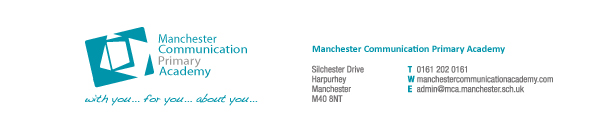 Manchester
Communication
Primary
Academy
with you... for you... about you...
Manchester Communication Primary Academy
Silchester Drive
Harpurhey
Manchester
M40 8NT
T 0161 202 0161
W manchestercommunicationacademy.com
E admin@mca.manchester.sch.uk